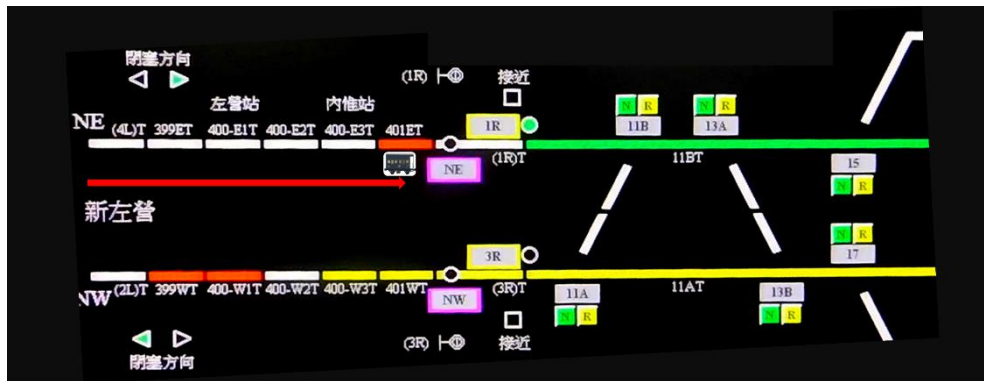 閉塞方向
(1R)
接近
左營站
內惟站
NE
(4L)T 399ET 400-E1T 400-E2T 400-E3T 401ET
1R
(1R)T
NE
N R
11B
N R
13A
11BT
15
N R
新左營
N R
17
3R
NW
(2L)T 399WT 400-W1T 400-W2T 400-W3T 401WT
(3R)T
NW
11A
N R
11AT
13B
N R
(3R)
接近
閉塞方向